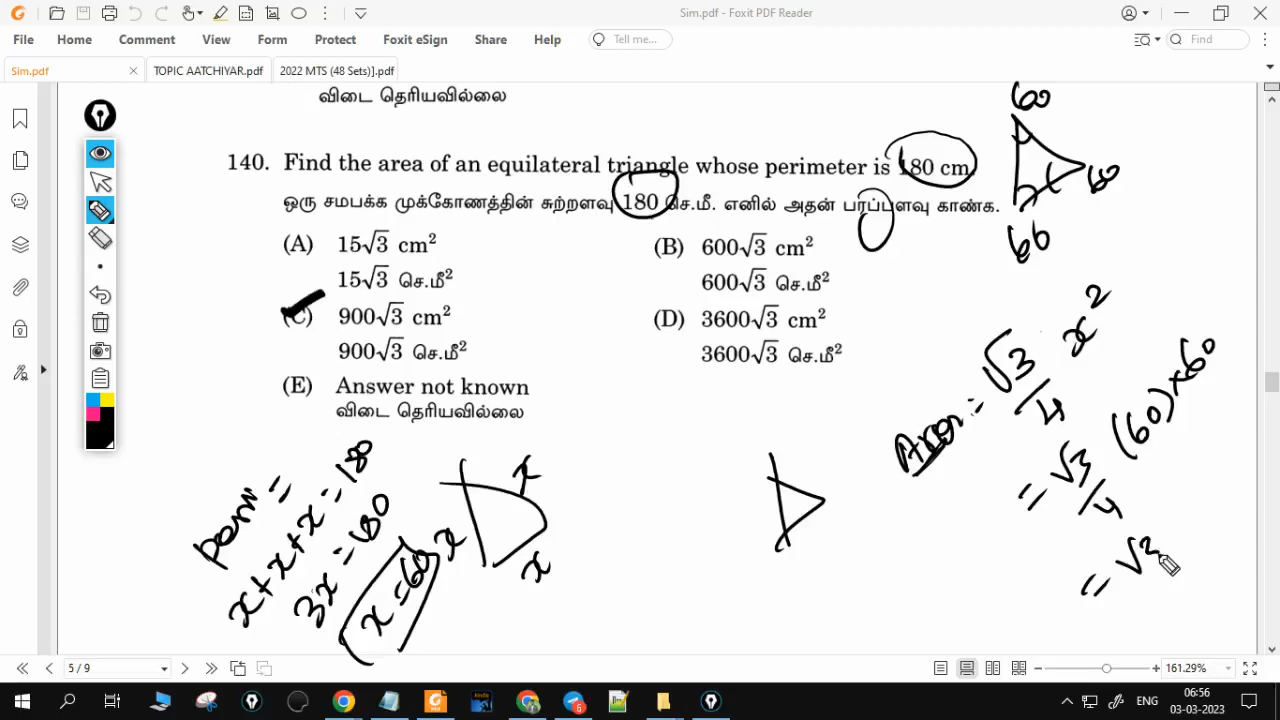 Sim.pdf - Foxit PDF Reader
File Home Comment View Form Protect Foxit eSign Share Help Tell me... Find
Sim.pdf TOPIC AATCHIYAR.pdf 2022 MTS (48 Sets)].pdf
விடை தெரியவில்லை
60
60
60
140. Find the area of an equilateral triangle whose perimeter is 180 cm
ஒரு சமபக்க முக்கோணத்தின் சுற்றளவு 180 செ.மீ. எனில் அதன் பரப்பளவு காண்க.
(A) 15√3 cm²
15√3 செ.மீ²
(B) 600√3 cm²
600√3 செ.மீ²
(C) 900√3 cm²
900√3 செ.மீ²
(D) 3600√3 cm²
3600√3 செ.மீ²
(E) Answer not known
விடை தெரியவில்லை
perm =
x+x+x = 180
3x = 180
x = 60
x
x
x
Area = √3/4 x²
= √3/4 (60)×60
= √3
5 / 9
161.29%
ENG
06:56
03-03-2023